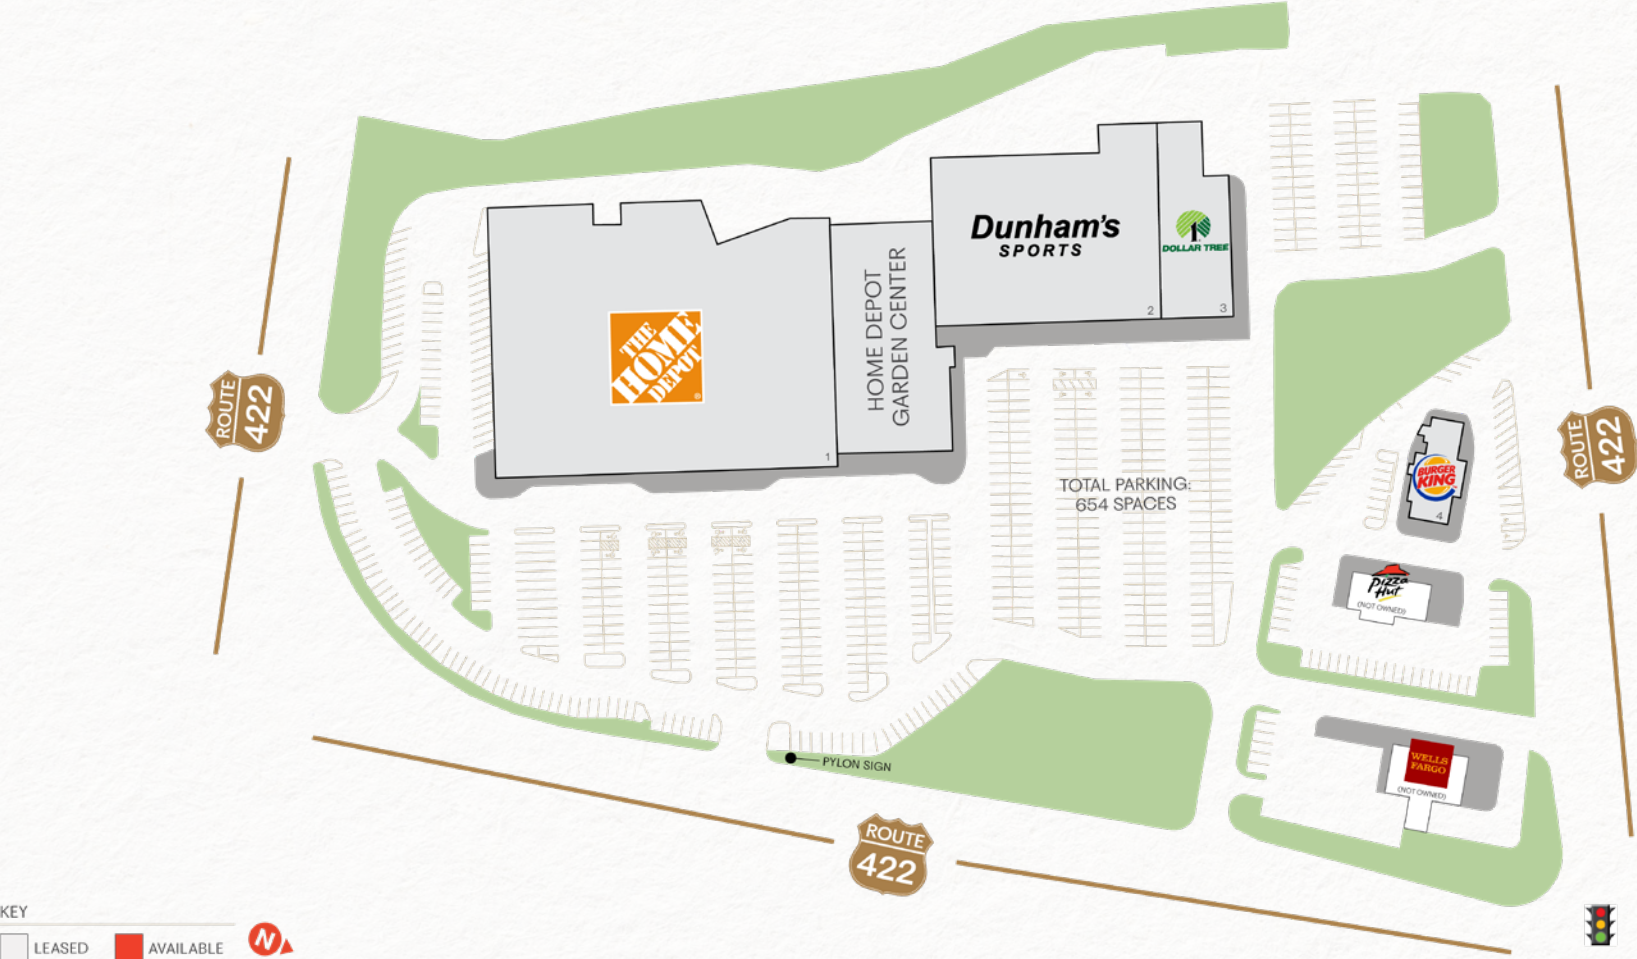 Dunham's
SPORTS
DOLLAR TREE
2
3
HOME DEPOT
GARDEN CENTER
THE
HOME
DEPOT
®
1
ROUTE
422
ROUTE
422
TOTAL PARKING:
654 SPACES
BURGER
KING
4
Pizza
Hut
(NOT OWNED)
WELLS
FARGO
(NOT OWNED)
PYLON SIGN
ROUTE
422
KEY
LEASED
AVAILABLE
N